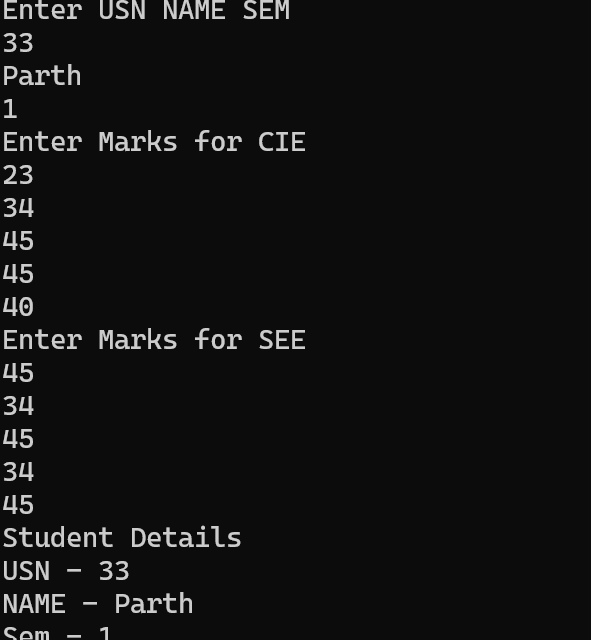 Enter USN NAME SEM
33
Parth
1
Enter Marks for CIE
23
34
45
45
40
Enter Marks for SEE
45
34
45
34
45
Student Details
USN - 33
NAME - Parth
Sem - 1